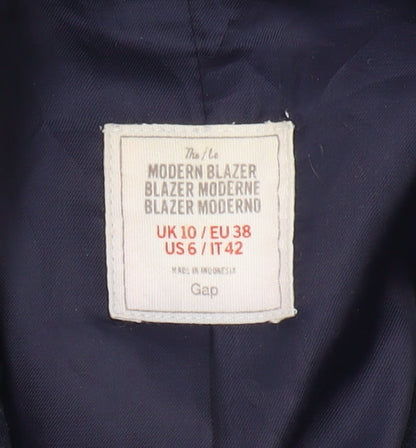 The/Le
MODERN BLAZER
BLAZER MODERNE
BLAZER MODERNO
UK 10 / EU 38
US 6 / IT 42
MADE IN INDONESIA
Gap